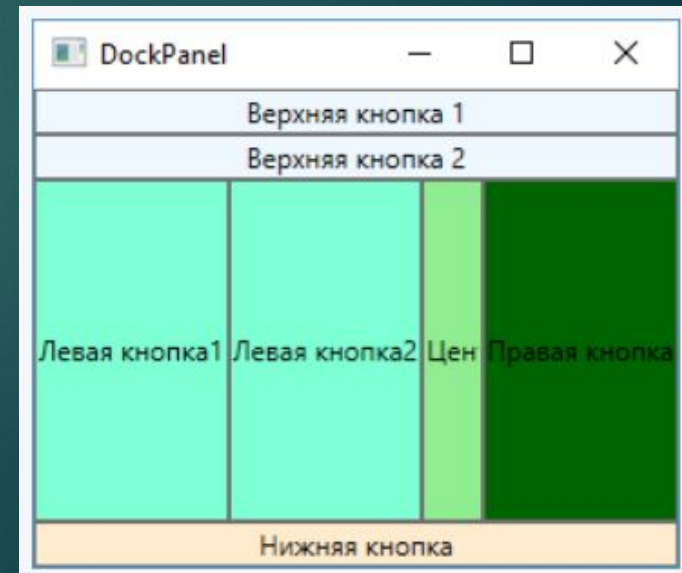 DockPanel
Верхняя кнопка 1
Верхняя кнопка 2
Левая кнопка1 Левая кнопка2 Цен Правая кнопка
Нижняя кнопка